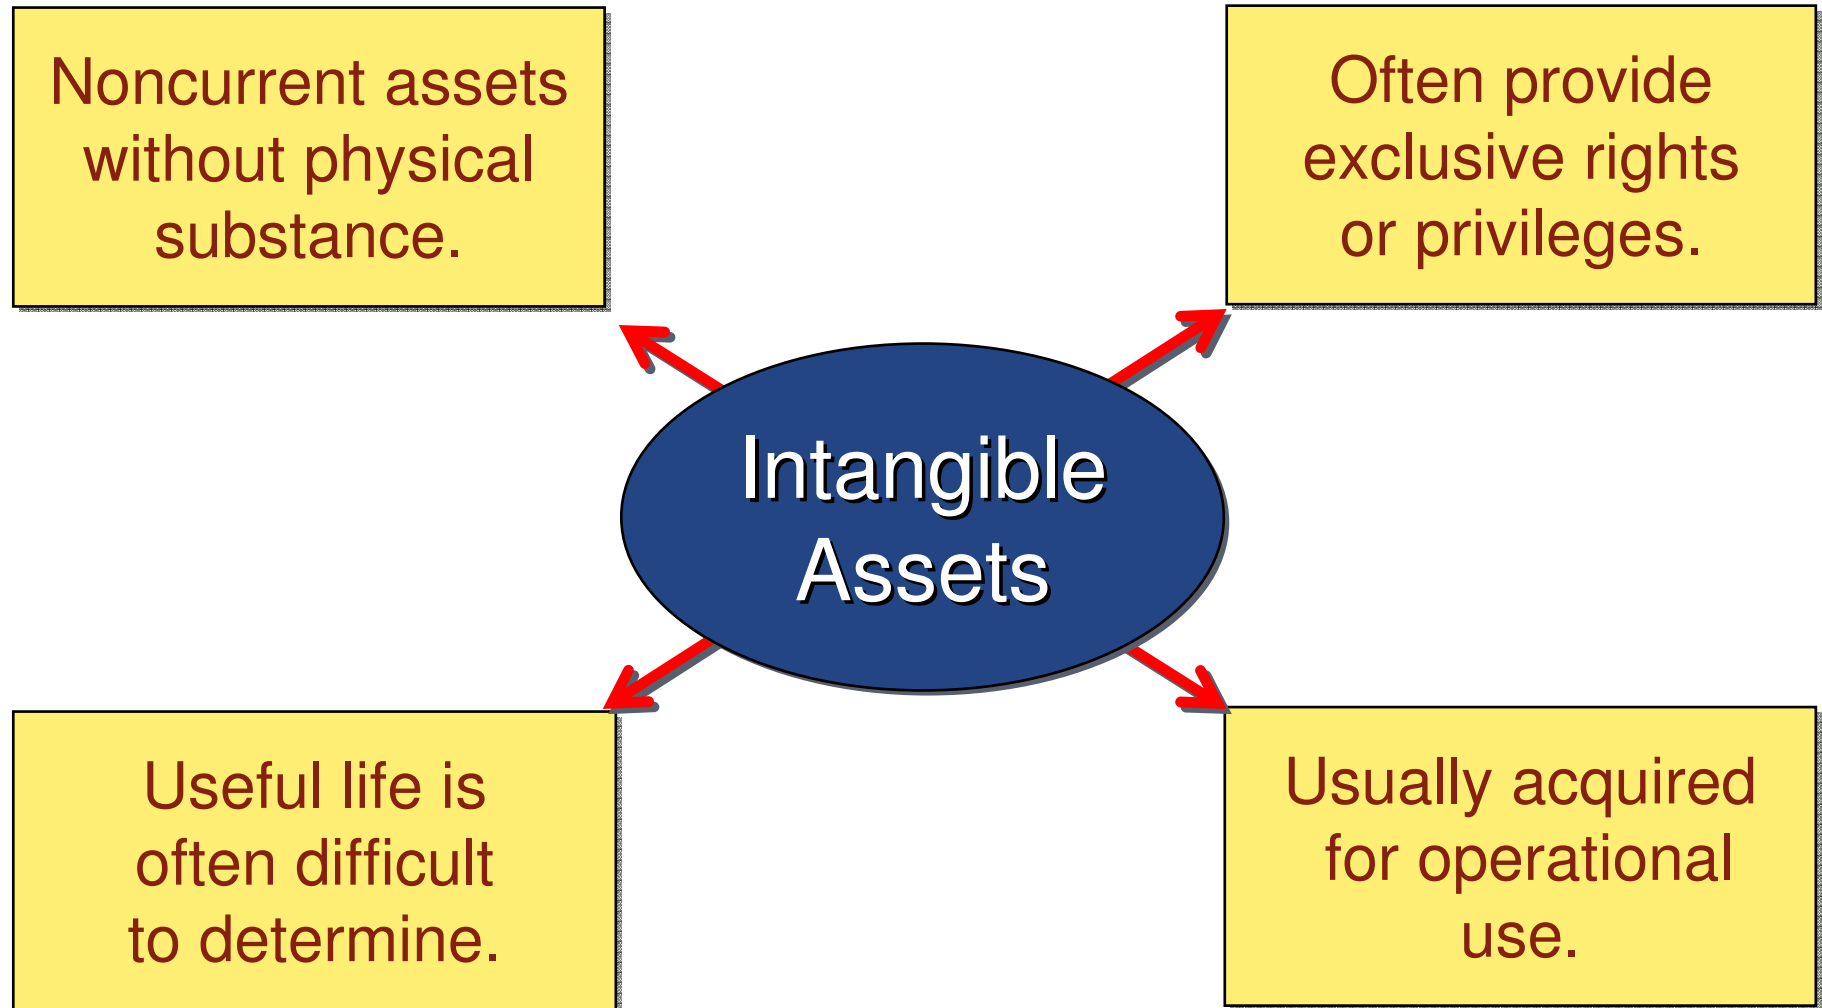 Noncurrent assets
without physical
substance.
Often provide
exclusive rights
or privileges.
Intangible
Assets
Useful life is
often difficult
to determine.
Usually acquired
for operational
use.